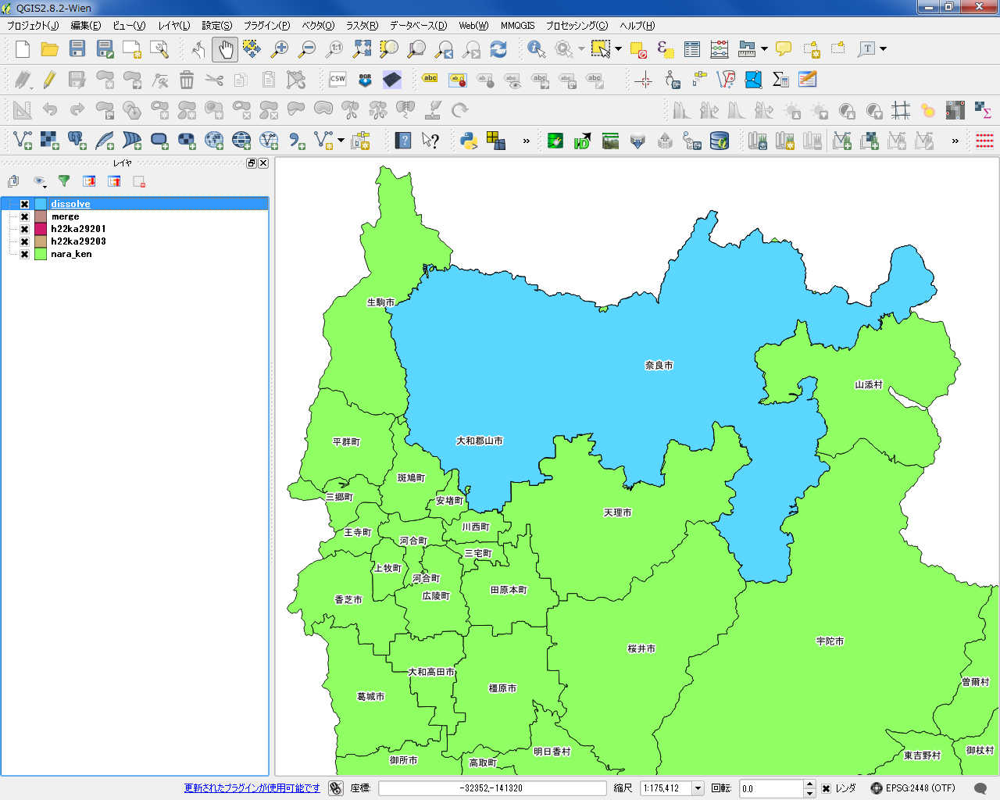 QGIS2.8.2-Wien
プロジェクト(J) 編集(E) ビュー(V) レイヤ(L) 設定(S) プラグイン(P) ベクタ(O) ラスタ(R) データベース(D) Web(W) MMQGIS プロセッシング(C) ヘルプ(H)
1:1
T
CSW OGR abc ab abc abc abc
Σ
? ? »
»
レイヤ
dissolve
merge
h22ka29201
h22ka29203
nara_ken
生駒市
奈良市
山添村
大和郡山市
平群町
斑鳩町
三郷町
安堵町
天理市
川西町
王寺町
河合町
三宅町
上牧町
河合町
田原本町
広陵町
香芝市
宇陀市
桜井市
大和高田市
曽爾村
橿原市
葛城市
御杖村
明日香村
東吉野村
御所市
高取町
更新されたプラグインが使用可能です 座標: -32352,-141320 縮尺 1:175,412 回転: 0.0 レンダ EPSG:2448 (OTF)